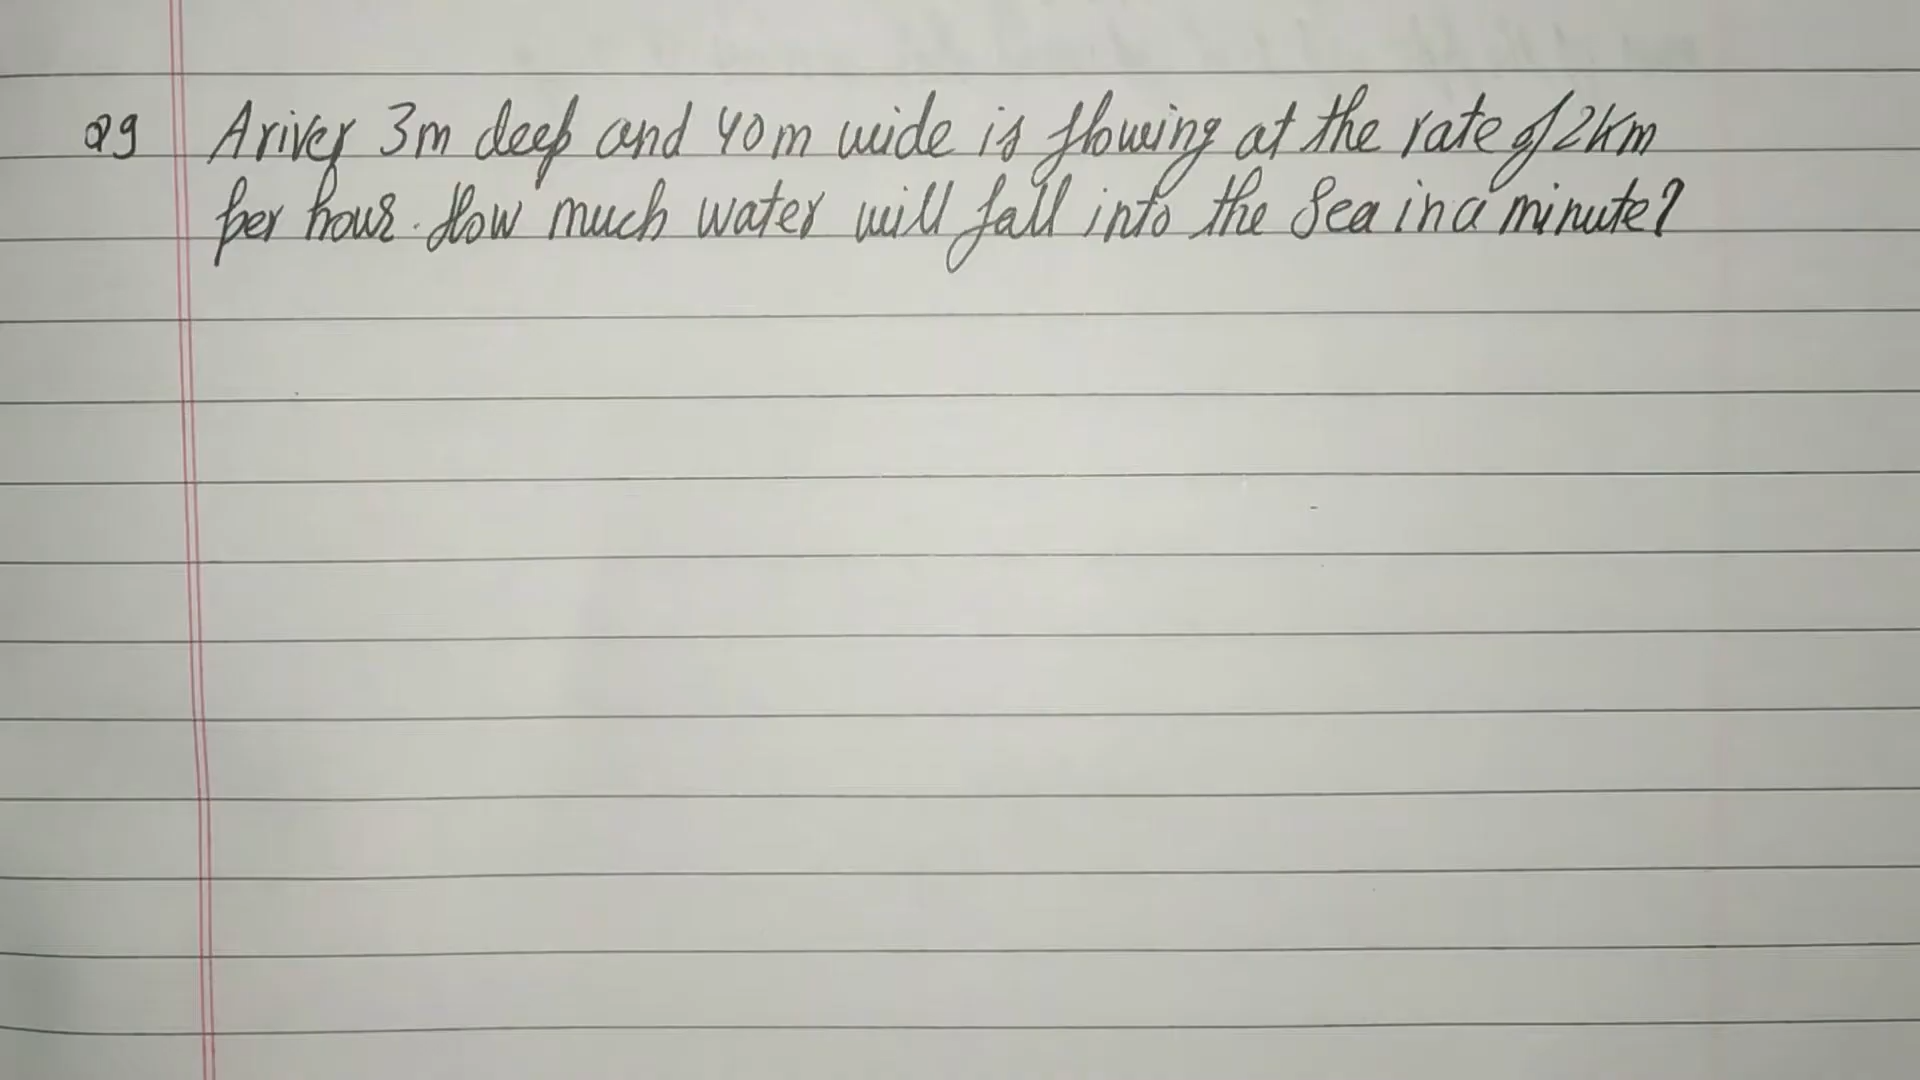 Q9 A river 3m deep and 40m wide is flowing at the rate of 2km
per hour. How much water will fall into the Sea in a minute?